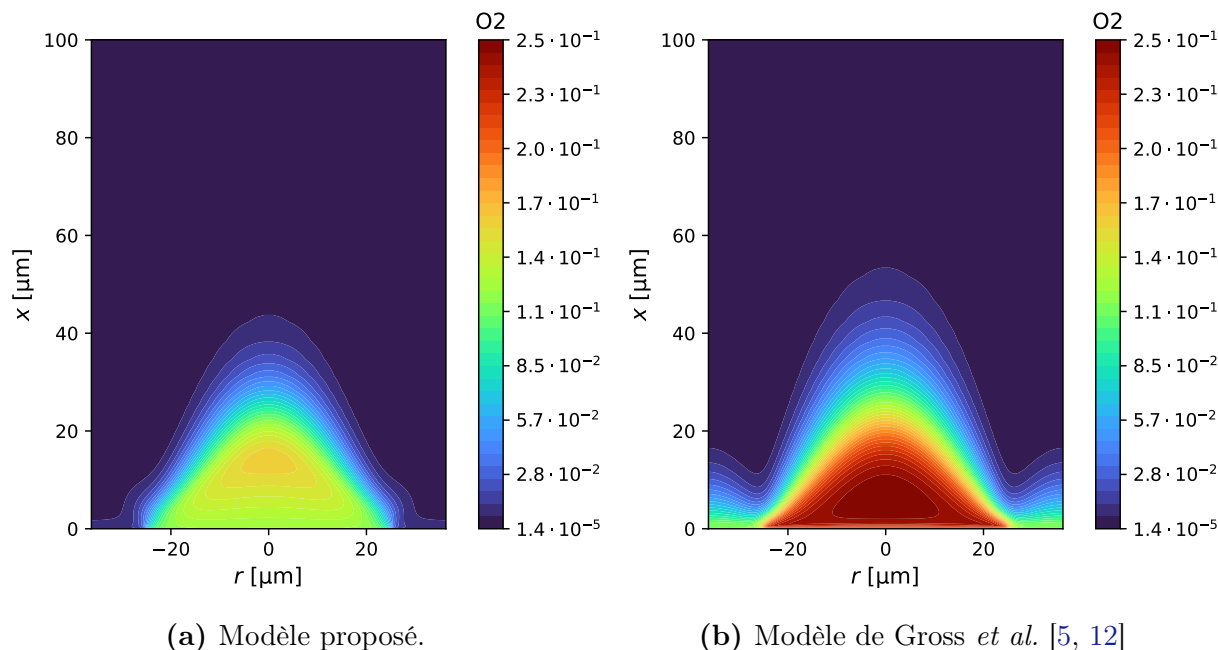 O2
O2
100
80
60
40
20
0
x [µm]
−20
0
20
r [µm]
2.5 · 10⁻¹
2.3 · 10⁻¹
2.0 · 10⁻¹
1.7 · 10⁻¹
1.4 · 10⁻¹
1.1 · 10⁻¹
8.5 · 10⁻²
5.7 · 10⁻²
2.8 · 10⁻²
1.4 · 10⁻⁵
100
80
60
40
20
0
x [µm]
−20
0
20
r [µm]
2.5 · 10⁻¹
2.3 · 10⁻¹
2.0 · 10⁻¹
1.7 · 10⁻¹
1.4 · 10⁻¹
1.1 · 10⁻¹
8.5 · 10⁻²
5.7 · 10⁻²
2.8 · 10⁻²
1.4 · 10⁻⁵
(a) Modèle proposé.
(b) Modèle de Gross et al. [5, 12]